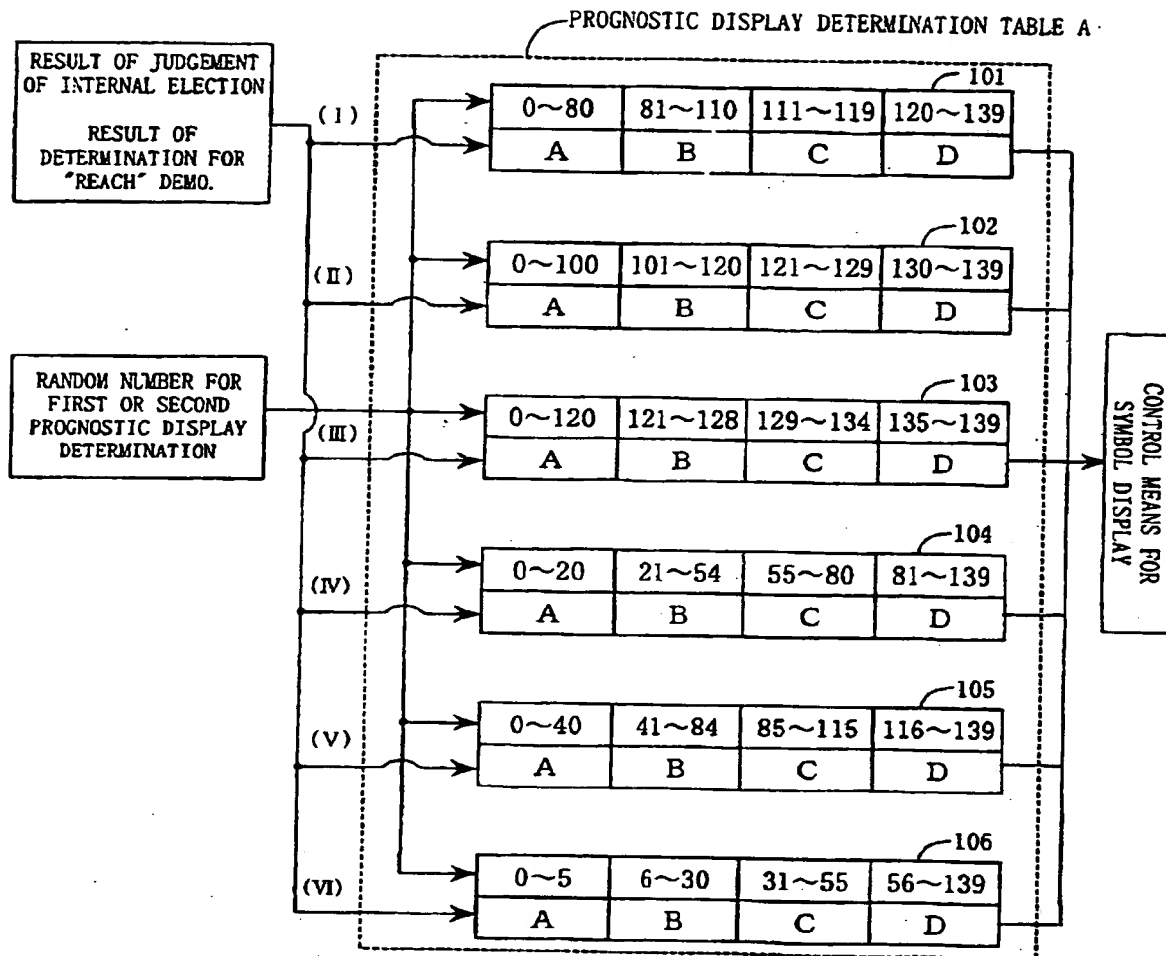 PROGNOSTIC DISPLAY DETERMINATION TABLE A
RESULT OF JUDGEMENT
OF INTERNAL ELECTION
RESULT OF
DETERMINATION FOR
"REACH" DEMO.
(I)
101
0~80 81~110 111~119 120~139
A B C D
(II)
102
0~100 101~120 121~129 130~139
A B C D
RANDOM NUMBER FOR
FIRST OR SECOND
PROGNOSTIC DISPLAY
DETERMINATION
(III)
103
0~120 121~128 129~134 135~139
A B C D
CONTROL MEANS FOR
SYMBOL DISPLAY
(IV)
104
0~20 21~54 55~80 81~139
A B C D
(V)
105
0~40 41~84 85~115 116~139
A B C D
(VI)
106
0~5 6~30 31~55 56~139
A B C D